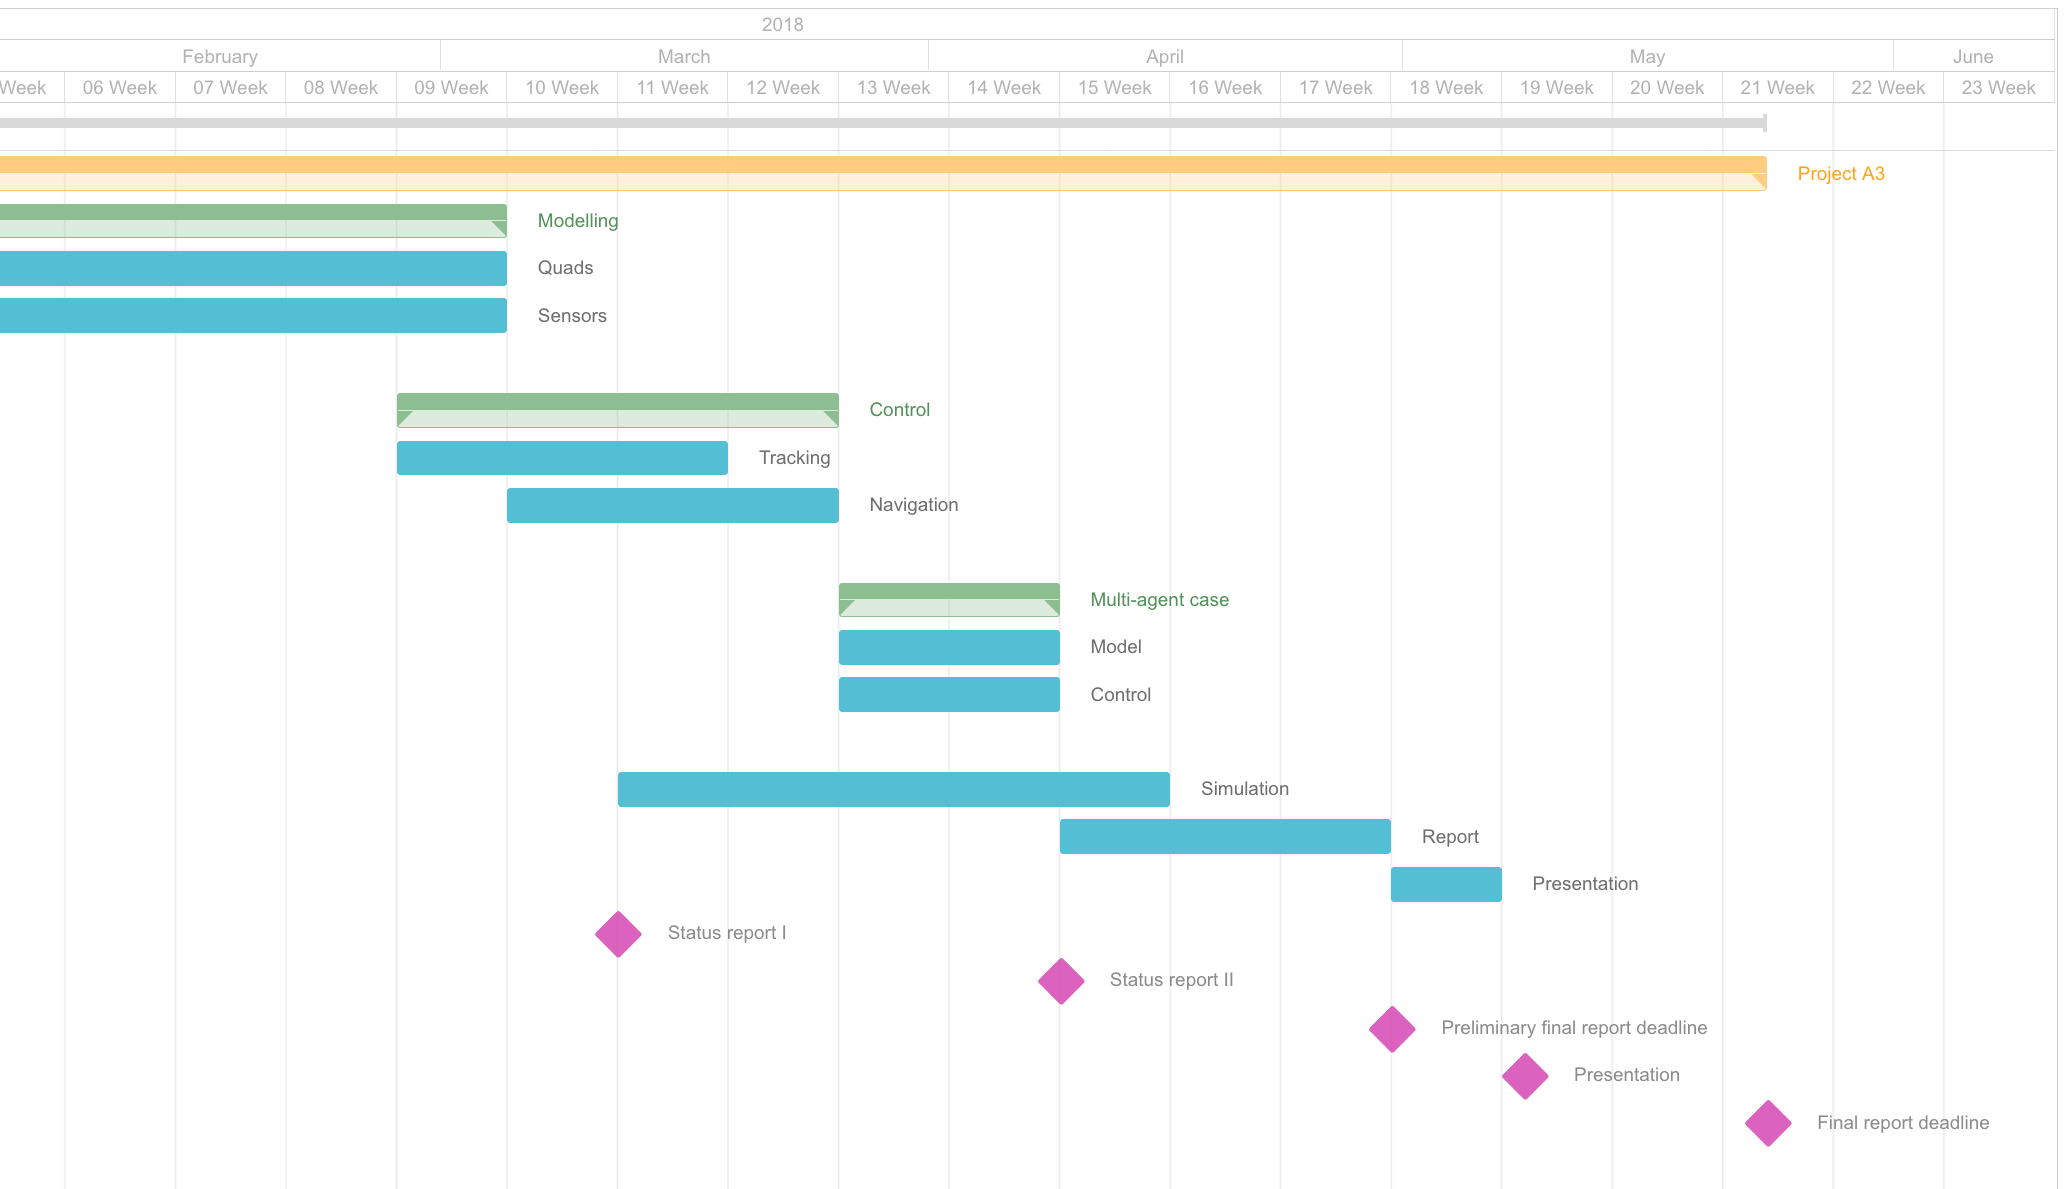 2018
February March April May June
Week 06 Week 07 Week 08 Week 09 Week 10 Week 11 Week 12 Week 13 Week 14 Week 15 Week 16 Week 17 Week 18 Week 19 Week 20 Week 21 Week 22 Week 23 Week
Project A3
Modelling
Quads
Sensors
Control
Tracking
Navigation
Multi-agent case
Model
Control
Simulation
Report
Presentation
Status report I
Status report II
Preliminary final report deadline
Presentation
Final report deadline